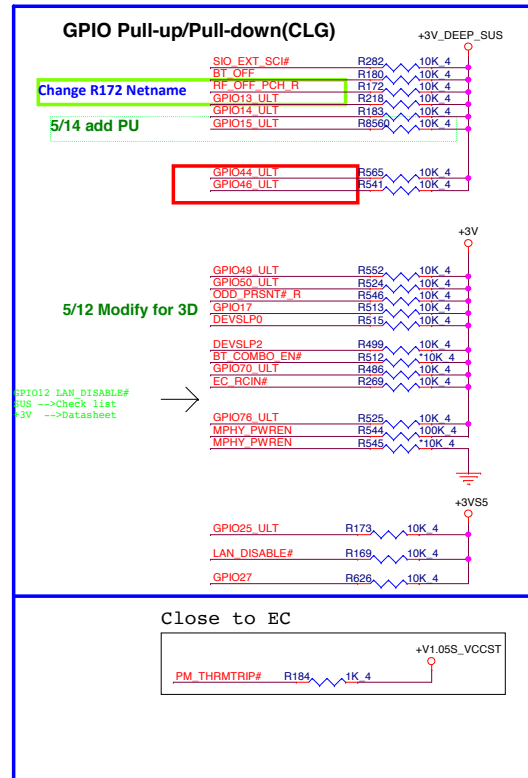 GPIO Pull-up/Pull-down(CLG)
+3V_DEEP_SUS
SIO_EXT_SCI# R282 10K_4
BT_OFF R180 10K_4
Change R172 Netname RF_OFF_PCH_R R172 10K_4
GPIO13_ULT R218 10K_4
GPIO14_ULT R183 10K_4
5/14 add PU GPIO15_ULT R8560 10K_4
GPIO44_ULT R565 10K_4
GPIO46_ULT R541 10K_4
+3V
GPIO49_ULT R552 10K_4
GPIO50_ULT R524 10K_4
ODD_PRSNT#_R R546 10K_4
5/12 Modify for 3D GPIO17 R513 10K_4
DEVSLP0 R515 10K_4
DEVSLP2 R499 10K_4
BT_COMBO_EN# R512 *10K_4
GPIO70_ULT R486 10K_4
EC_RCIN# R269 10K_4
GPIO12 LAN_DISABLE#
SUS -->Check list
+3V -->Datasheet
GPIO76_ULT R525 10K_4
MPHY_PWREN R544 100K_4
MPHY_PWREN R545 *10K_4
+3VS5
GPIO25_ULT R173 10K_4
LAN_DISABLE# R169 10K_4
GPIO27 R626 10K_4
Close to EC
+V1.05S_VCCST
PM_THRMTRIP# R184 1K_4